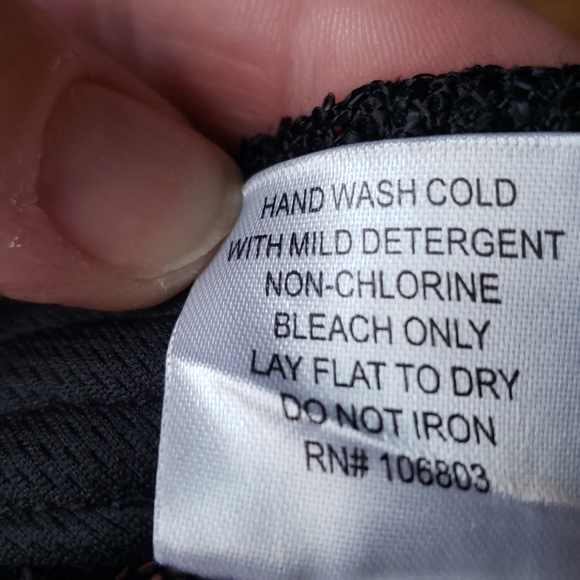 HAND WASH COLD
WITH MILD DETERGENT
NON-CHLORINE
BLEACH ONLY
LAY FLAT TO DRY
DO NOT IRON
RN# 106803